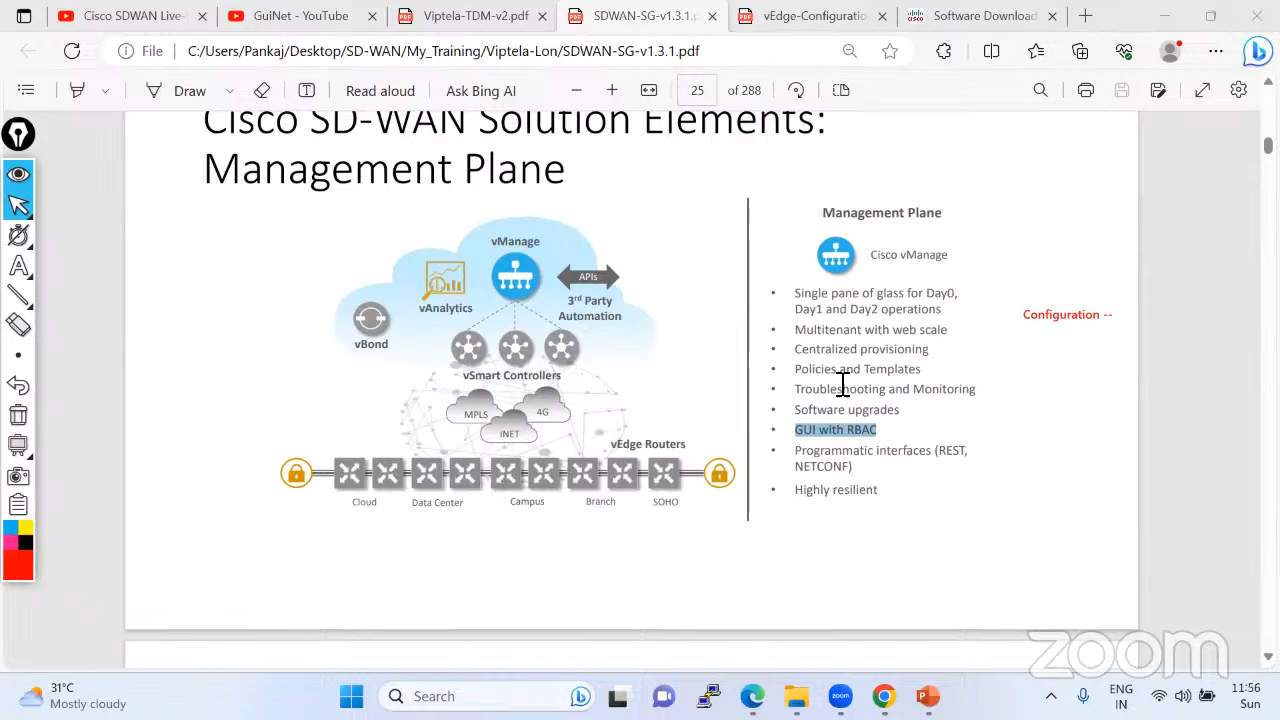 Cisco SDWAN Live-
GuiNet - YouTube
Viptela-TDM-v2.pdf
SDWAN-SG-v1.3.1.p
vEdge-Configuratio
Software Download
File
C:/Users/Pankaj/Desktop/SD-WAN/My_Training/Viptela-Lon/SDWAN-SG-v1.3.1.pdf
Draw
Read aloud
Ask Bing AI
25
of 288
Cisco SD-WAN Solution Elements:
Management Plane
vManage
APIs
vAnalytics
3rd Party
Automation
vBond
vSmart Controllers
MPLS
4G
INET
vEdge Routers
Cloud
Data Center
Campus
Branch
SOHO
Management Plane
Cisco vManage
• Single pane of glass for Day0,
Day1 and Day2 operations
• Multitenant with web scale
• Centralized provisioning
• Policies and Templates
• Troubleshooting and Monitoring
• Software upgrades
• GUI with RBAC
• Programmatic interfaces (REST,
NETCONF)
• Highly resilient
Configuration --
zoom
31°C
Mostly cloudy
Search
zoom
ENG
IN
11:56
Sun